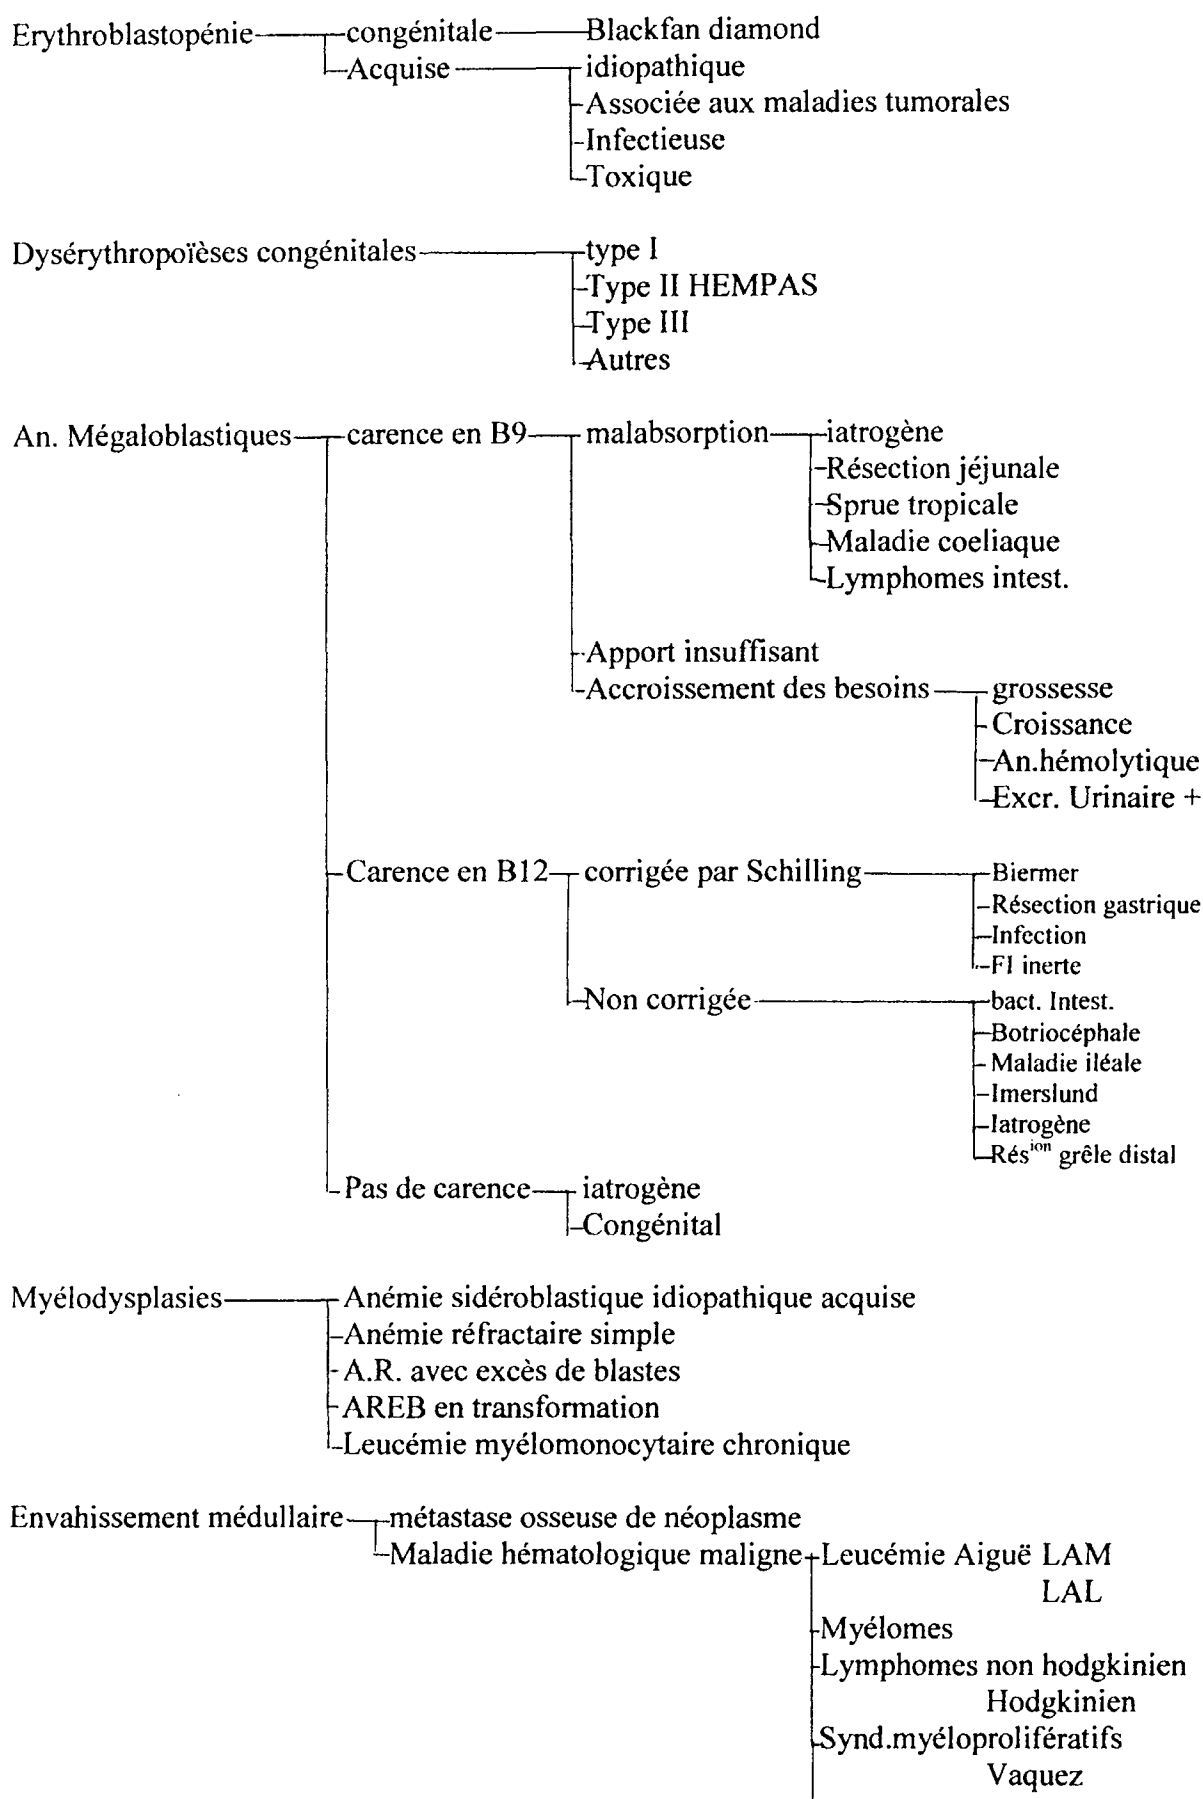 Erythroblastopénie congénitale Blackfan diamond
Acquise idiopathique
Associée aux maladies tumorales
Infectieuse
Toxique
Dysérythropoïèses congénitales type I
Type II HEMPAS
Type III
Autres
An. Mégaloblastiques carence en B9 malabsorption iatrogène
Résection jéjunale
Sprue tropicale
Maladie coeliaque
Lymphomes intest.
Apport insuffisant
Accroissement des besoins grossesse
Croissance
An.hémolytique
Excr. Urinaire +
Carence en B12 corrigée par Schilling Biermer
Résection gastrique
Infection
FI inerte
Non corrigée bact. Intest.
Botriocéphale
Maladie iléale
Imerslund
Iatrogène
Résion grêle distal
Pas de carence iatrogène
Congénital
Myélodysplasies Anémie sidéroblastique idiopathique acquise
Anémie réfractaire simple
A.R. avec excès de blastes
AREB en transformation
Leucémie myélomonocytaire chronique
Envahissement médullaire métastase osseuse de néoplasme
Maladie hématologique maligne Leucémie Aiguë LAM
LAL
Myélomes
Lymphomes non hodgkinien
Hodgkinien
Synd.myéloprolifératifs
Vaquez